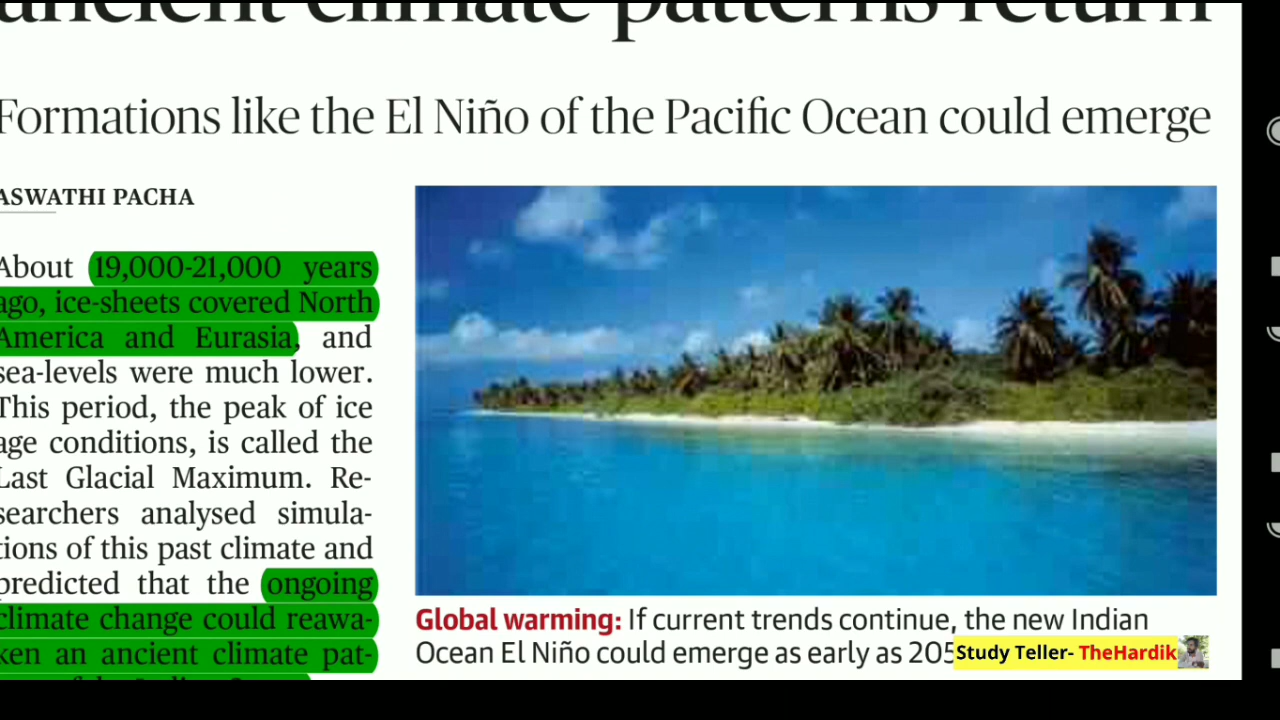 ancient climate patterns return
Formations like the El Niño of the Pacific Ocean could emerge
ASWATHI PACHA
About 19,000-21,000 years
ago, ice-sheets covered North
America and Eurasia, and
sea-levels were much lower.
This period, the peak of ice
age conditions, is called the
Last Glacial Maximum. Re-
searchers analysed simula-
tions of this past climate and
predicted that the ongoing
climate change could reawa-
ken an ancient climate pat-
Global warming: If current trends continue, the new Indian
Ocean El Niño could emerge as early as 205
Study Teller- TheHardik